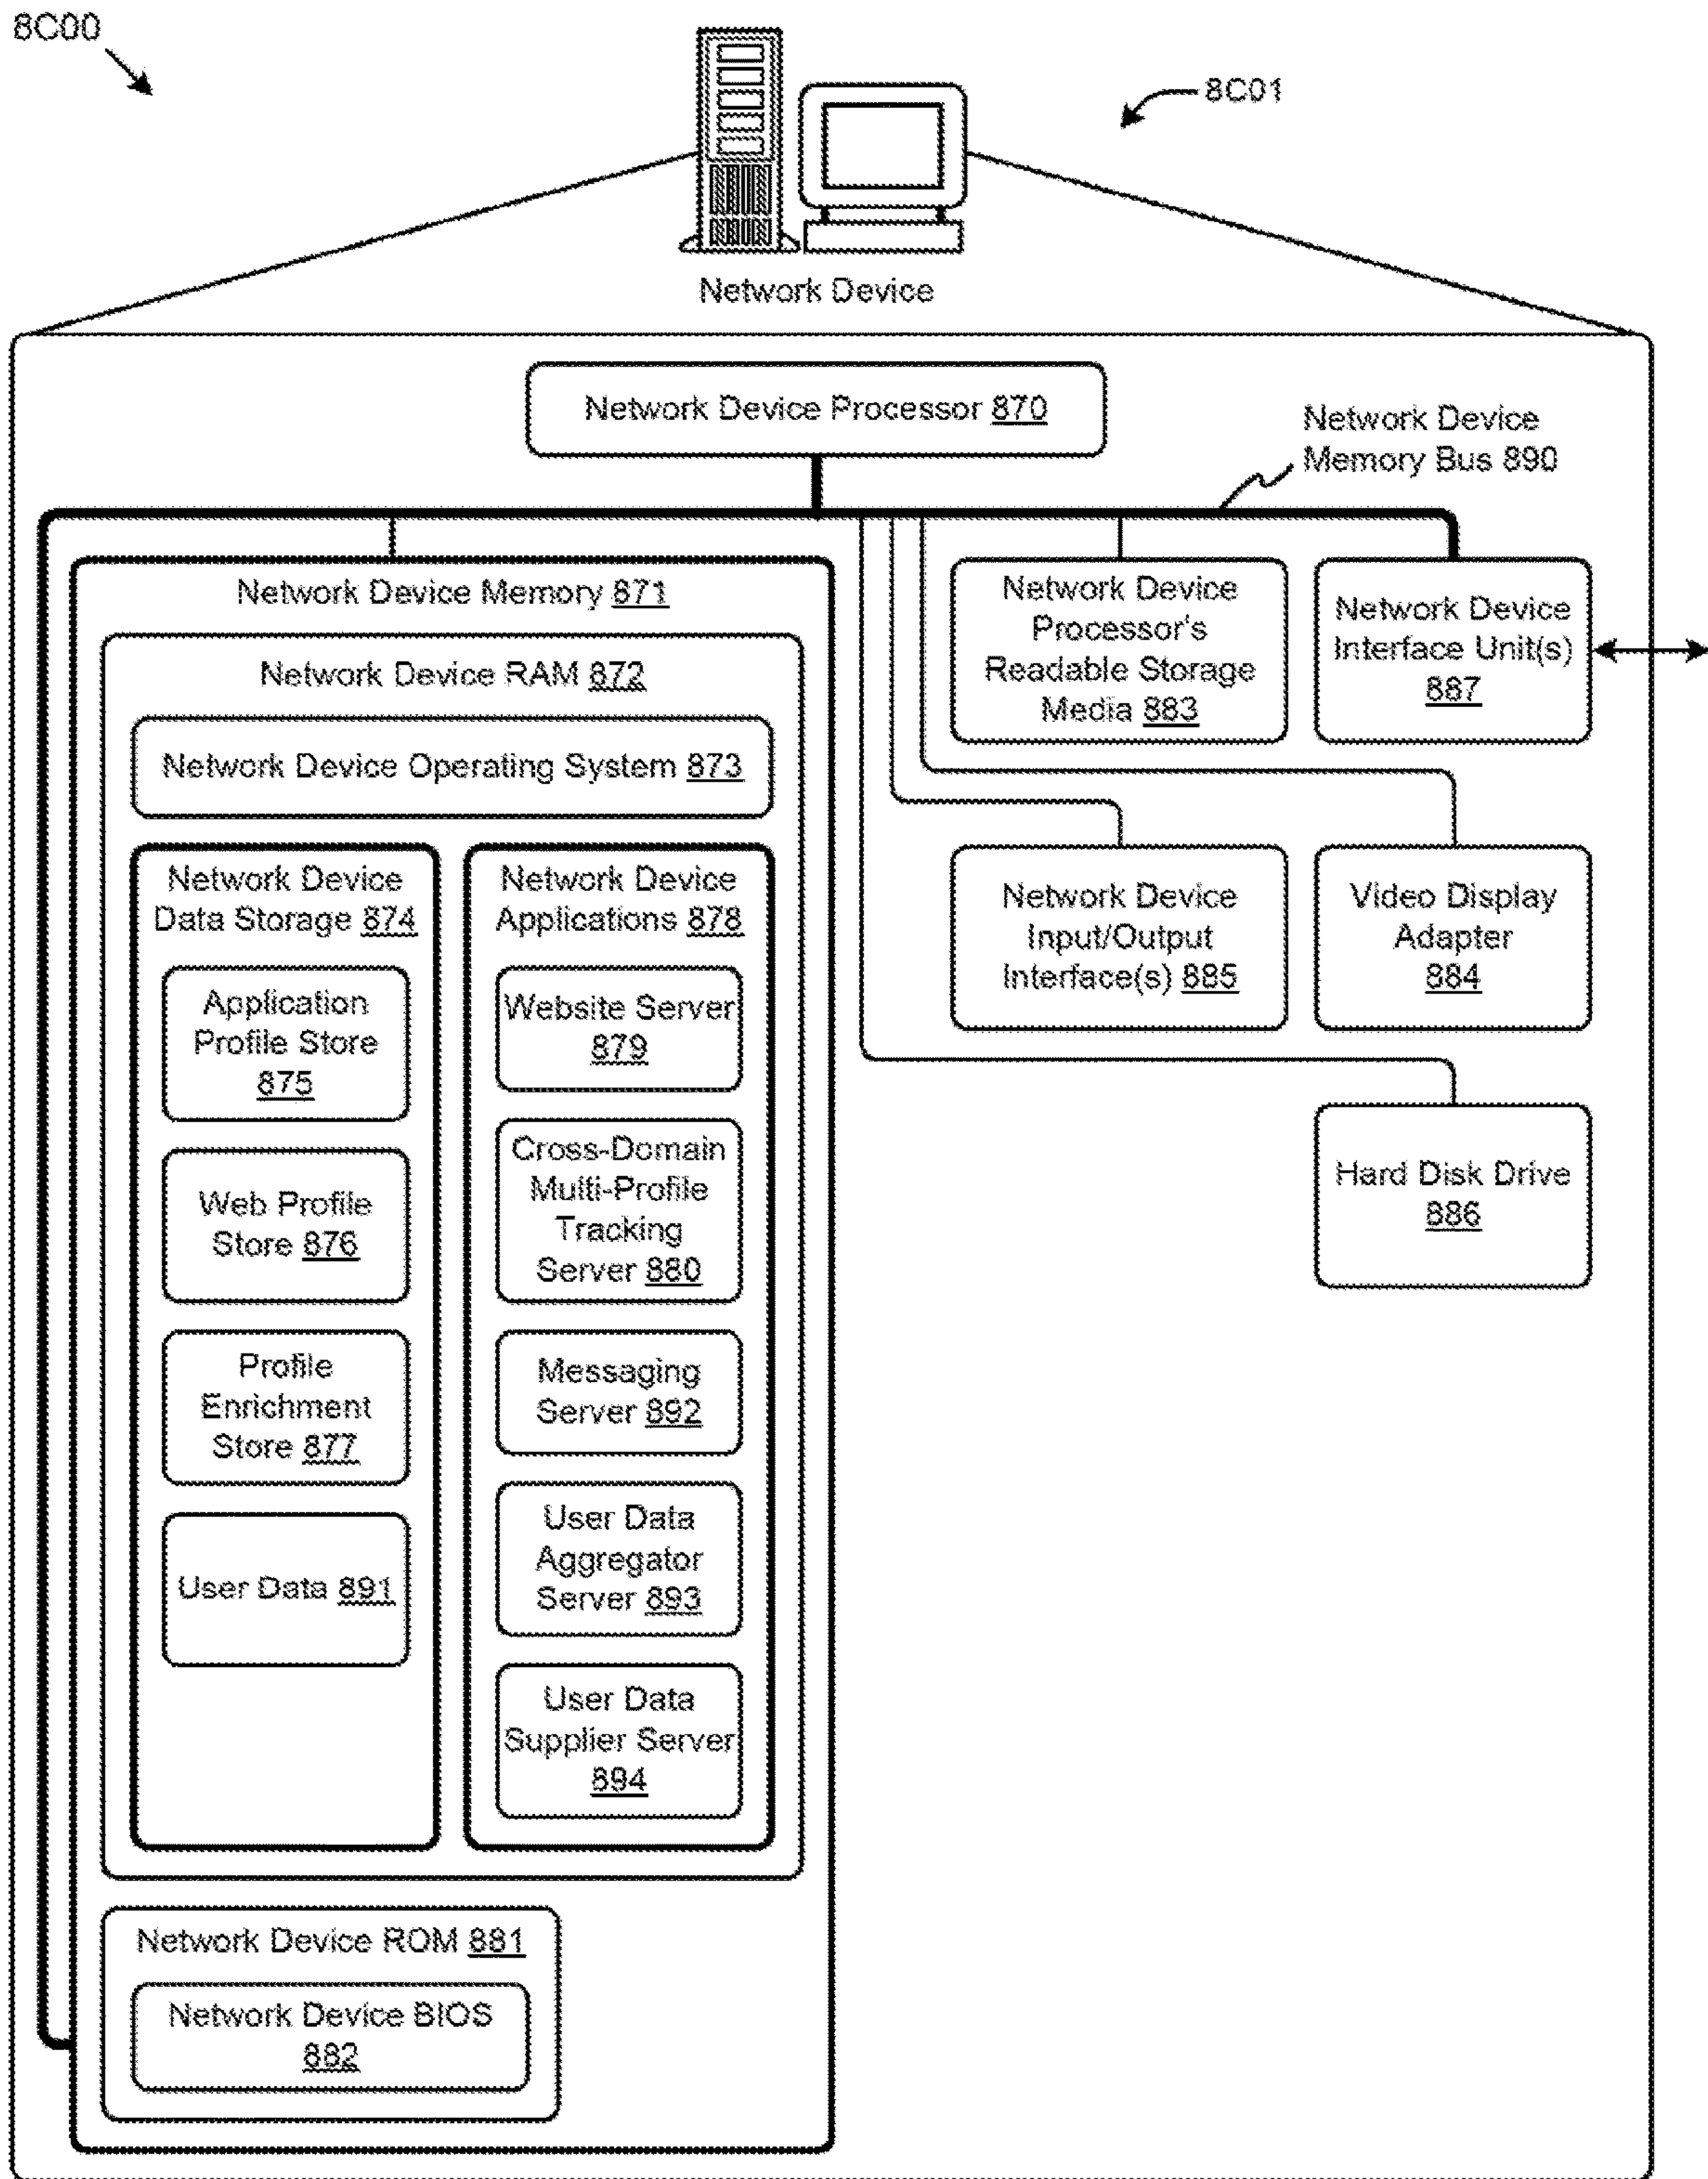 8C00
8C01
Network Device
Network Device Processor 870
Network Device
Memory Bus 890
Network Device Memory 871
Network Device RAM 872
Network Device Operating System 873
Network Device
Data Storage 874
Application
Profile Store
875
Web Profile
Store 876
Profile
Enrichment
Store 877
User Data 891
Network Device
Applications 878
Website Server
879
Cross-Domain
Multi-Profile
Tracking
Server 880
Messaging
Server 892
User Data
Aggregator
Server 893
User Data
Supplier Server
894
Network Device ROM 881
Network Device BIOS
882
Network Device
Processor's
Readable Storage
Media 883
Network Device
Interface Unit(s)
887
Network Device
Input/Output
Interface(s) 885
Video Display
Adapter
884
Hard Disk Drive
886